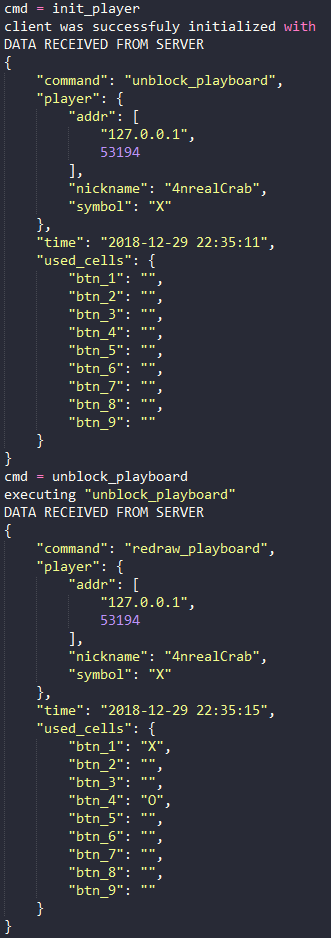 cmd = init_player
client was successfuly initialized with
DATA RECEIVED FROM SERVER
{
    "command": "unblock_playboard",
    "player": {
        "addr": [
            "127.0.0.1",
            53194
        ],
        "nickname": "4nrealCrab",
        "symbol": "X"
    },
    "time": "2018-12-29 22:35:11",
    "used_cells": {
        "btn_1": "",
        "btn_2": "",
        "btn_3": "",
        "btn_4": "",
        "btn_5": "",
        "btn_6": "",
        "btn_7": "",
        "btn_8": "",
        "btn_9": ""
    }
}
cmd = unblock_playboard
executing "unblock_playboard"
DATA RECEIVED FROM SERVER
{
    "command": "redraw_playboard",
    "player": {
        "addr": [
            "127.0.0.1",
            53194
        ],
        "nickname": "4nrealCrab",
        "symbol": "X"
    },
    "time": "2018-12-29 22:35:15",
    "used_cells": {
        "btn_1": "X",
        "btn_2": "",
        "btn_3": "",
        "btn_4": "O",
        "btn_5": "",
        "btn_6": "",
        "btn_7": "",
        "btn_8": "",
        "btn_9": ""
    }
}